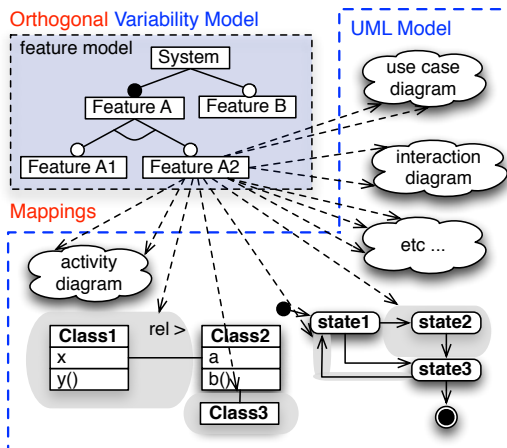 Orthogonal Variability Model
UML Model
feature model
System
Feature A
Feature B
Feature A1
Feature A2
use case
diagram
interaction
diagram
etc ...
Mappings
activity
diagram
Class1
x
y()
rel >
Class2
a
b()
Class3
state1
state2
state3